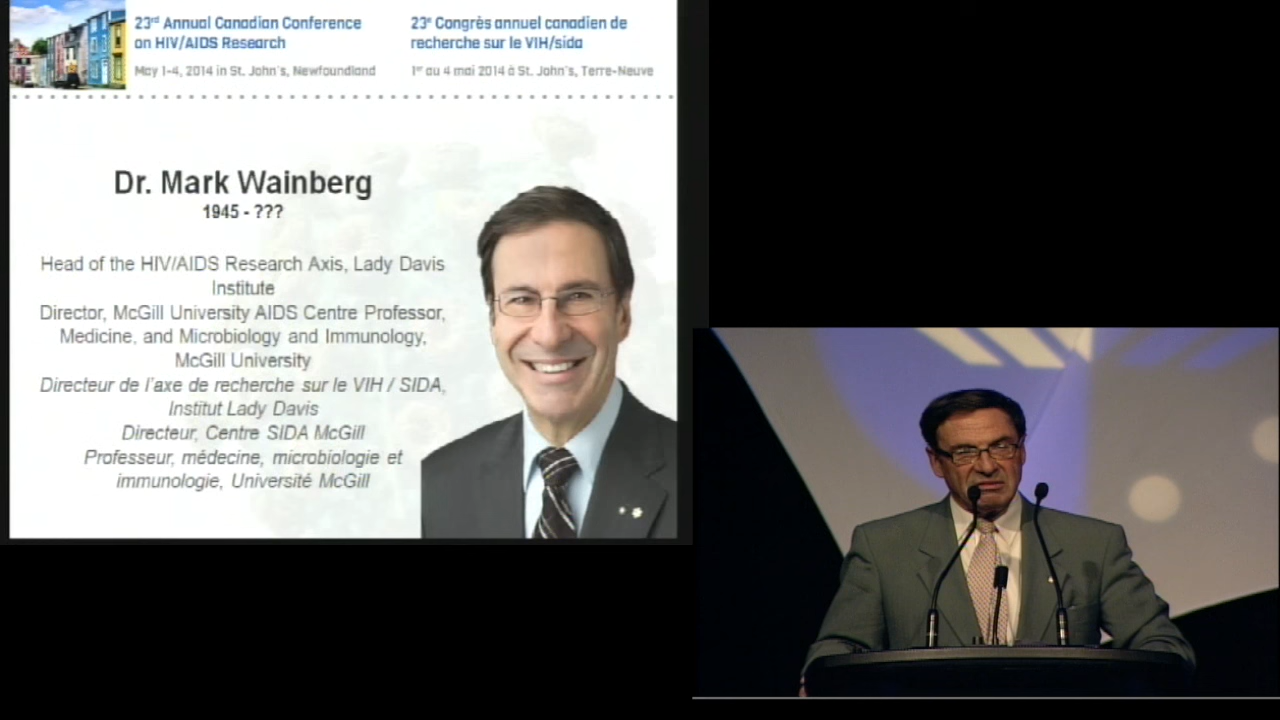 23rd Annual Canadian Conference
on HIV/AIDS Research
May 1-4, 2014 in St. John's, Newfoundland
23e Congrès annuel canadien de
recherche sur le VIH/sida
1er au 4 mai 2014 à St. John's, Terre-Neuve
Dr. Mark Wainberg
1945 - ???
Head of the HIV/AIDS Research Axis, Lady Davis
Institute
Director, McGill University AIDS Centre Professor,
Medicine, and Microbiology and Immunology,
McGill University
Directeur de l'axe de recherche sur le VIH / SIDA,
Institut Lady Davis
Directeur, Centre SIDA McGill
Professeur, médecine, microbiologie et
immunologie, Université McGill